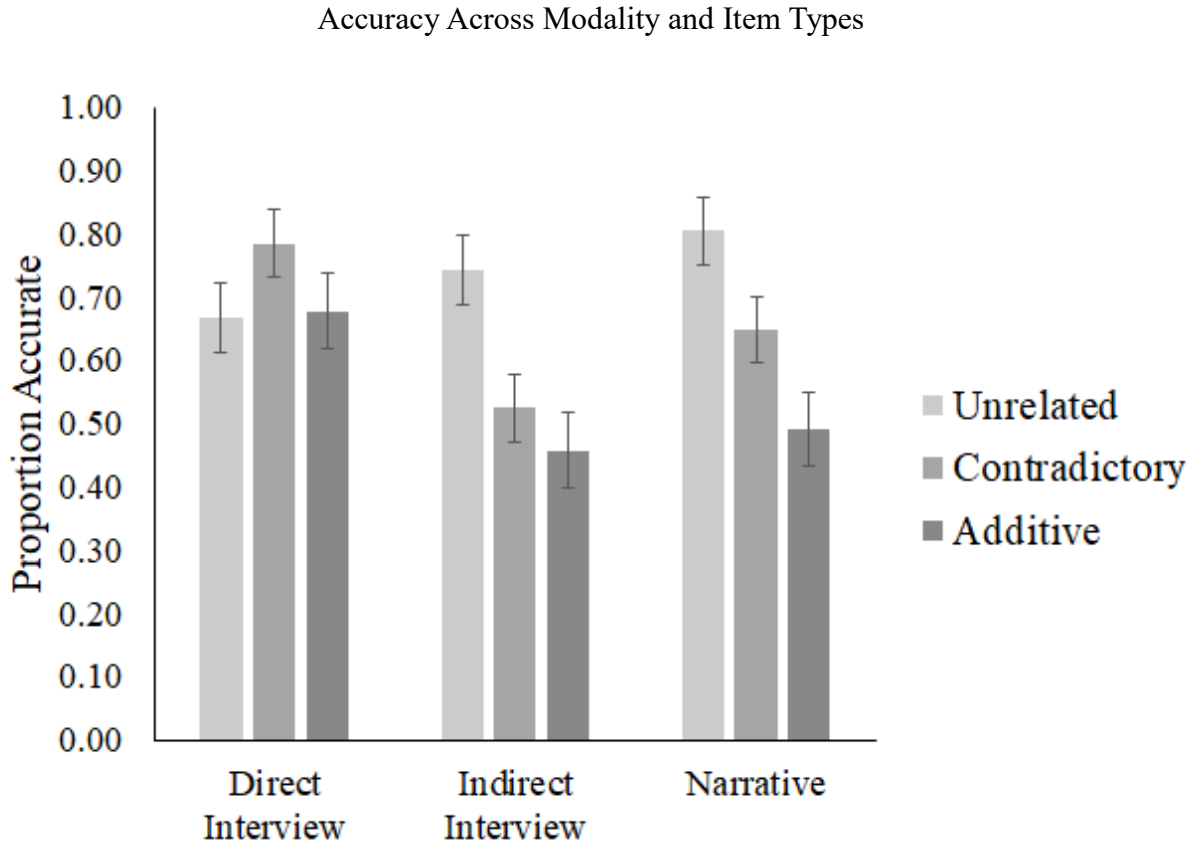 Accuracy Across Modality and Item Types
1.00
0.90
0.80
0.70
0.60
0.50
0.40
0.30
0.20
0.10
0.00
Proportion Accurate
Direct
Interview
Indirect
Interview
Narrative
Unrelated
Contradictory
Additive